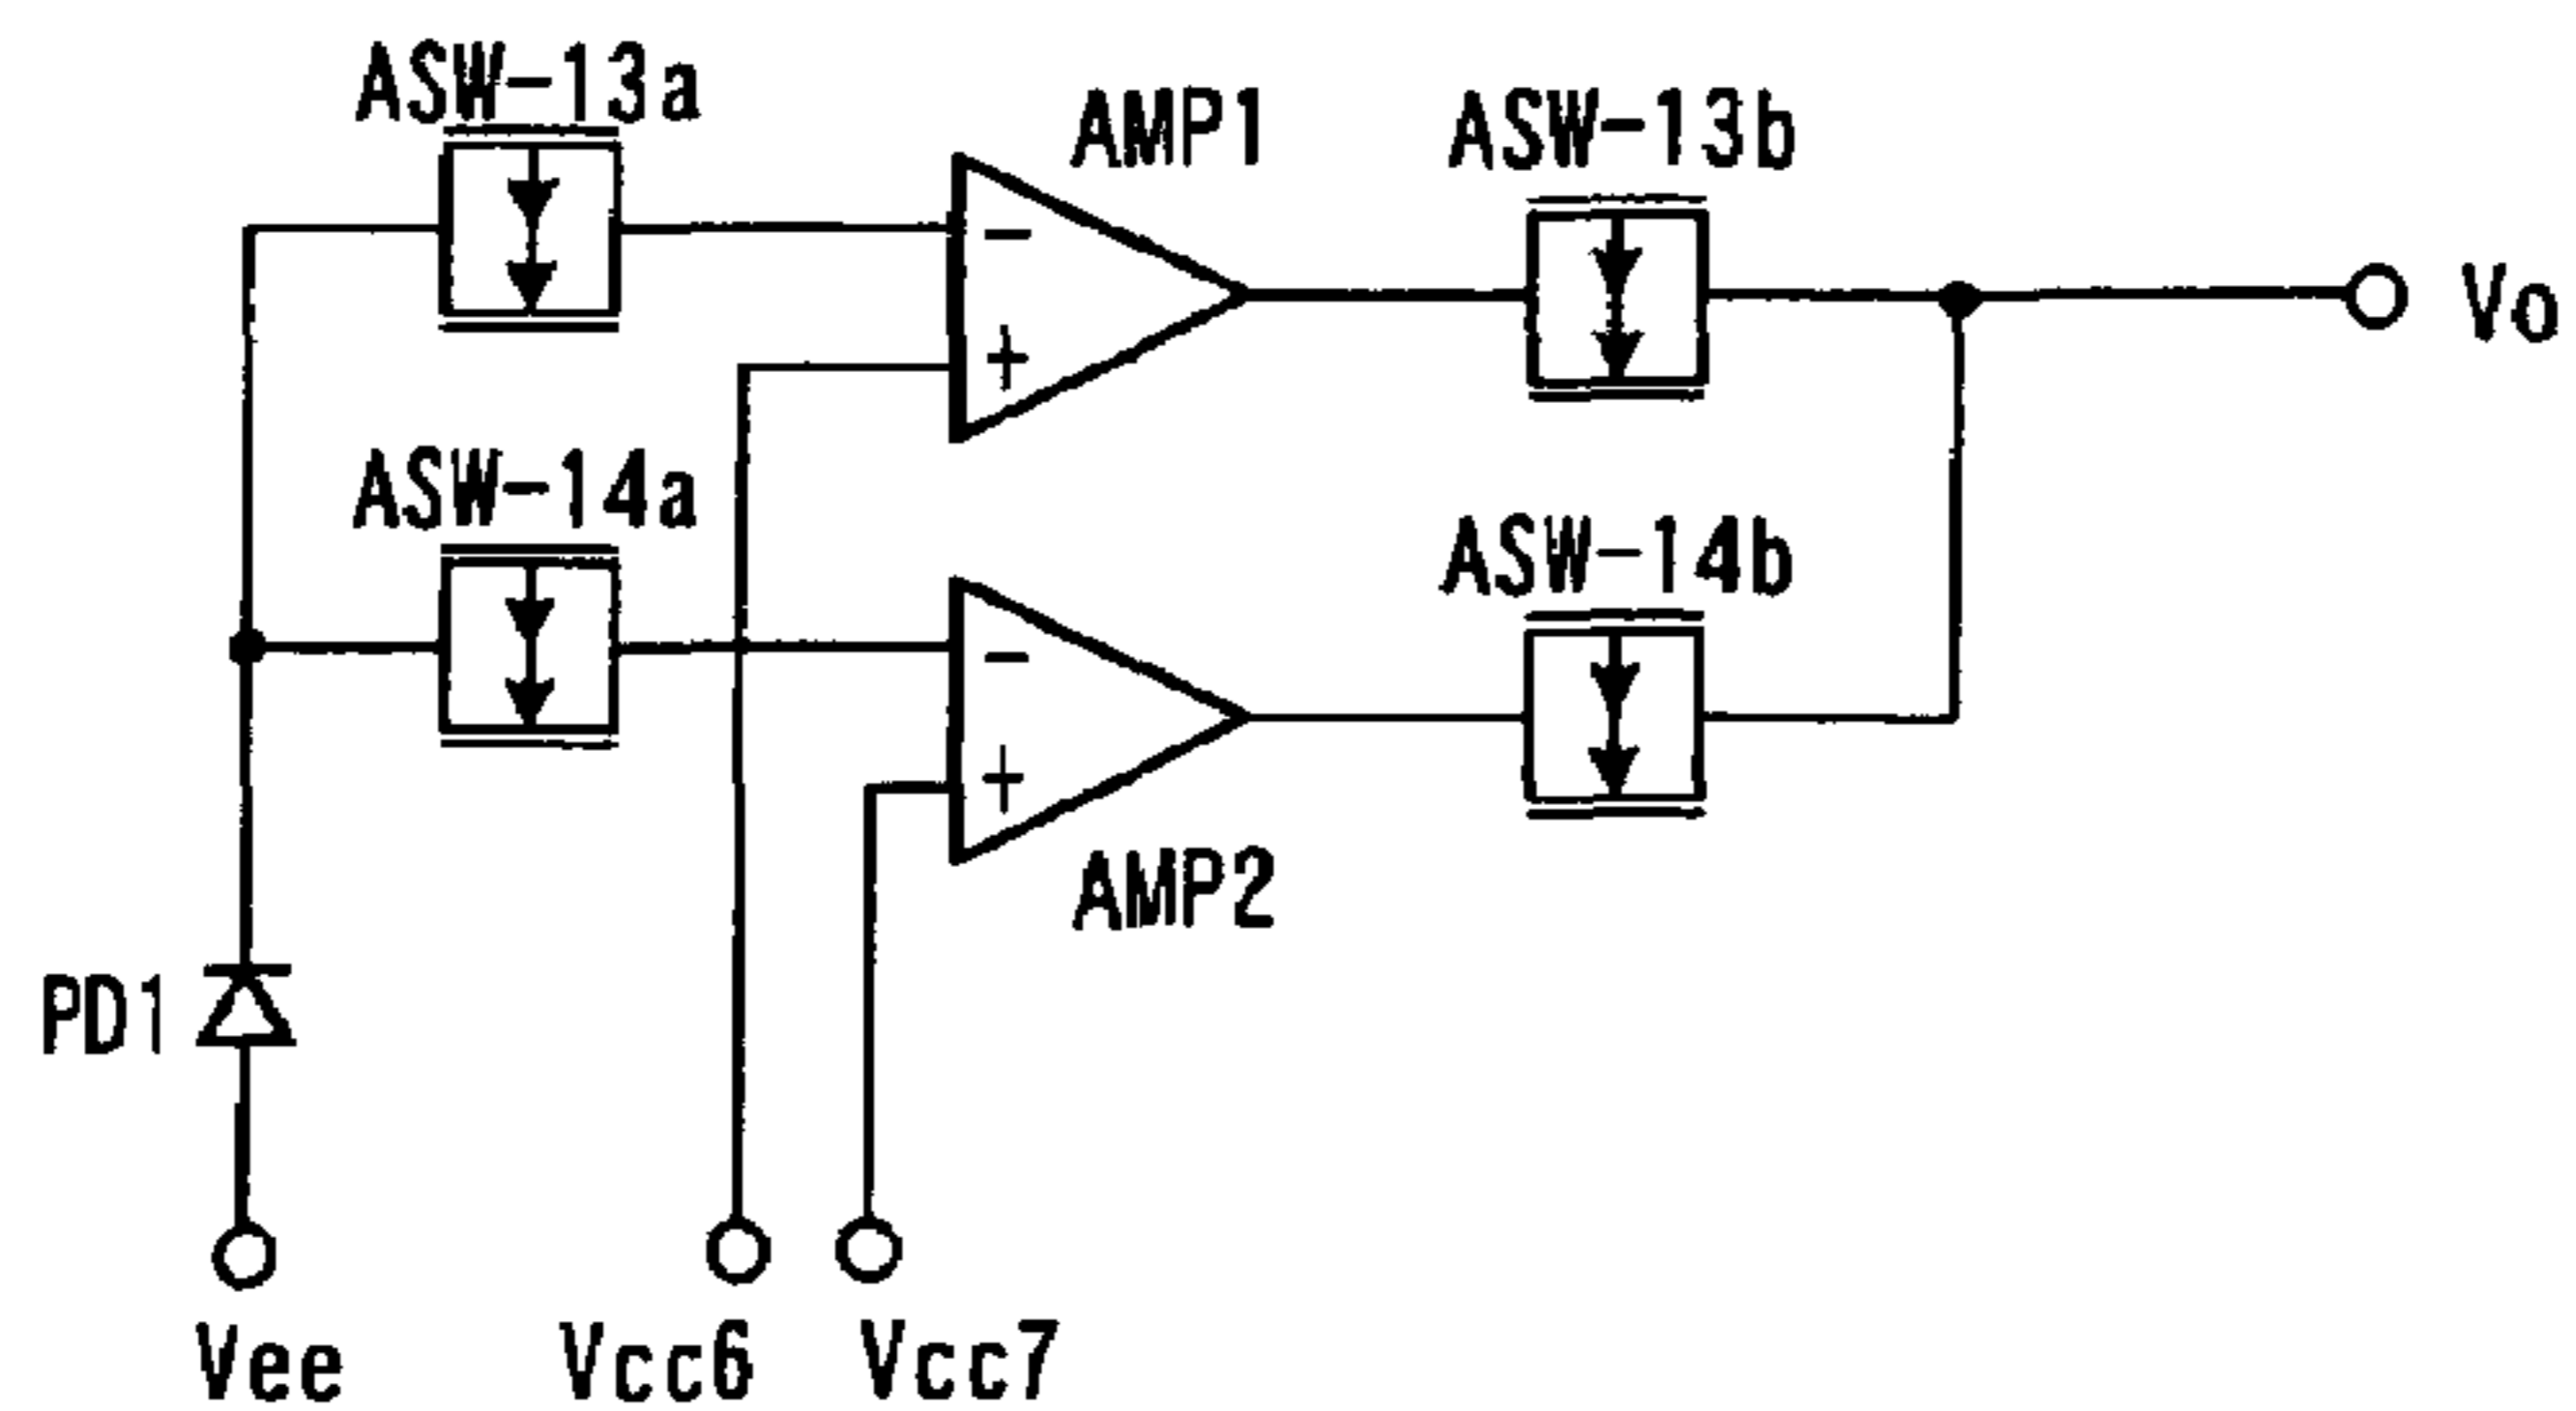 ASW-13a
AMP1
ASW-13b
-
+
Vo
ASW-14a
ASW-14b
-
+
AMP2
PD1
Vee
Vcc6
Vcc7